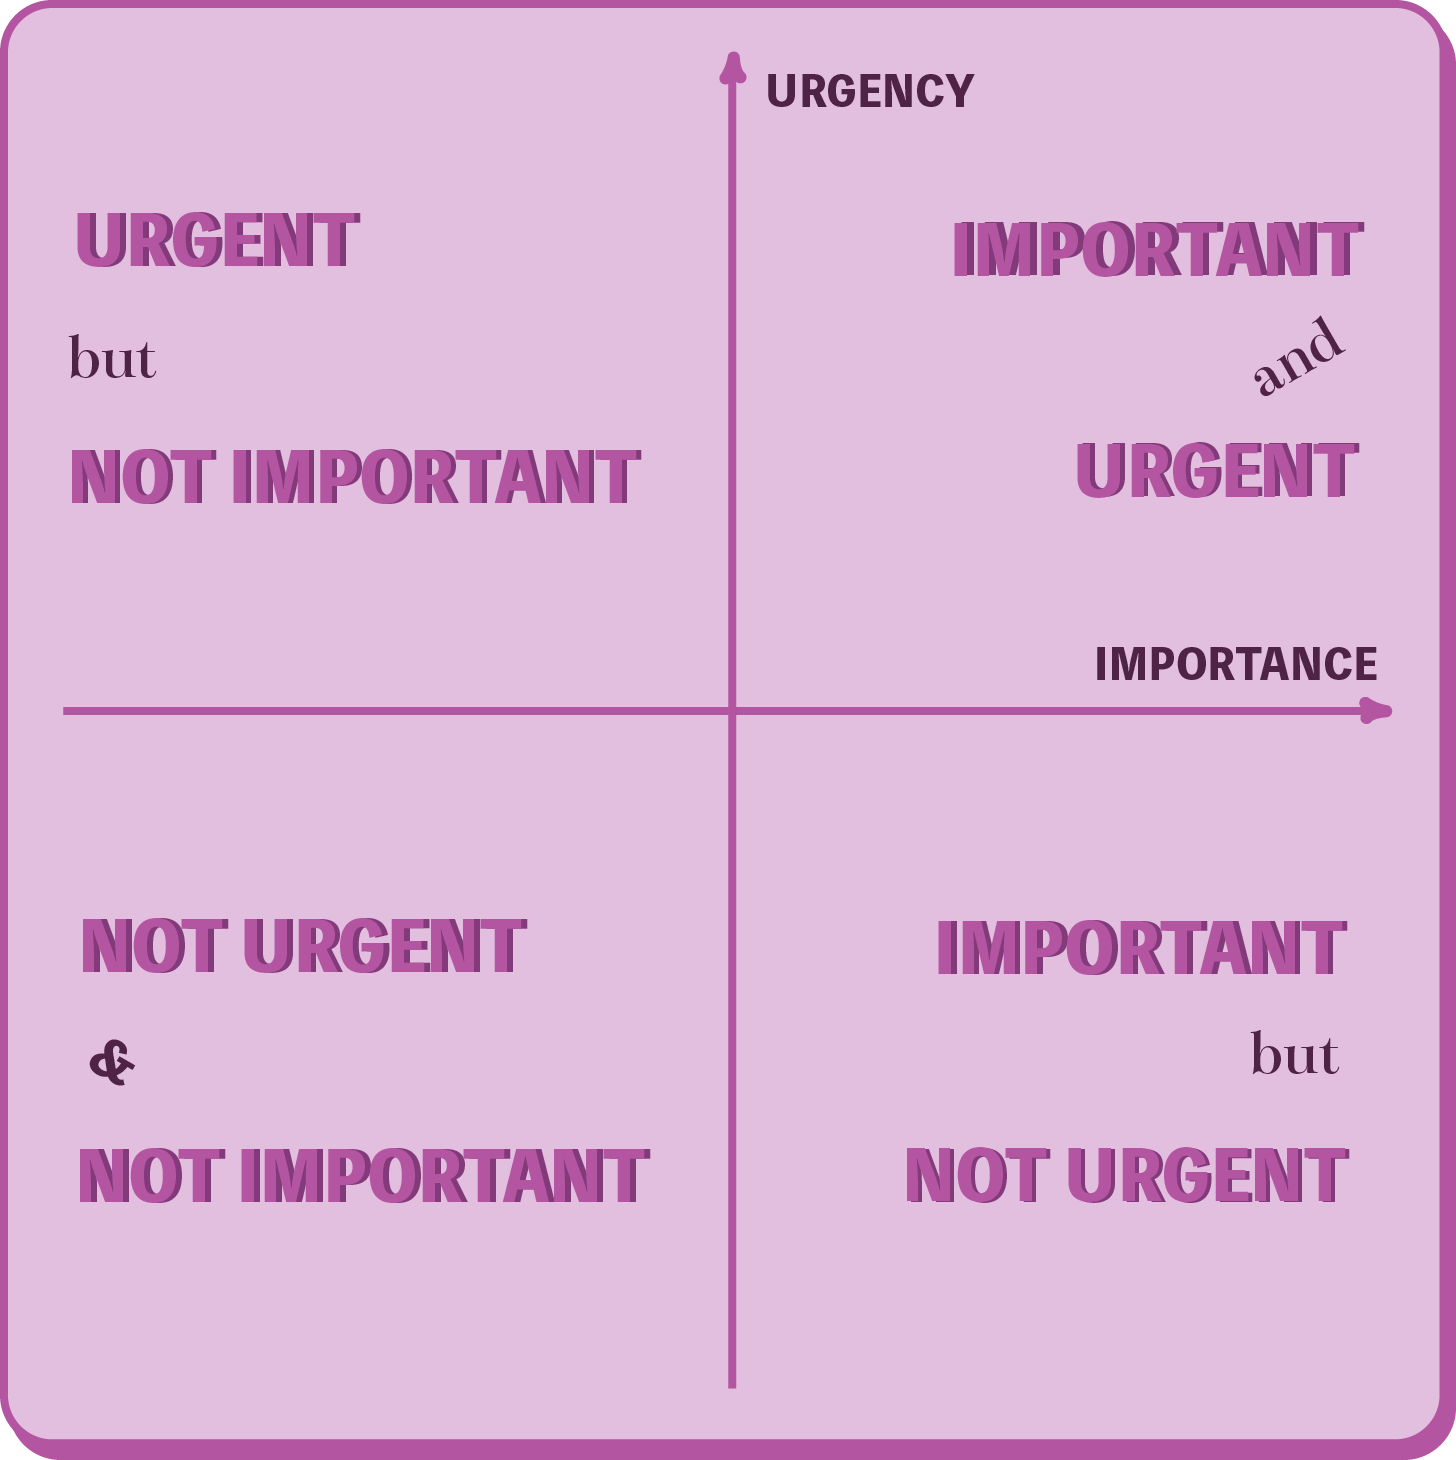 URGENCY
URGENT
but
NOT IMPORTANT
IMPORTANT
and
URGENT
IMPORTANCE
NOT URGENT
&
NOT IMPORTANT
IMPORTANT
but
NOT URGENT